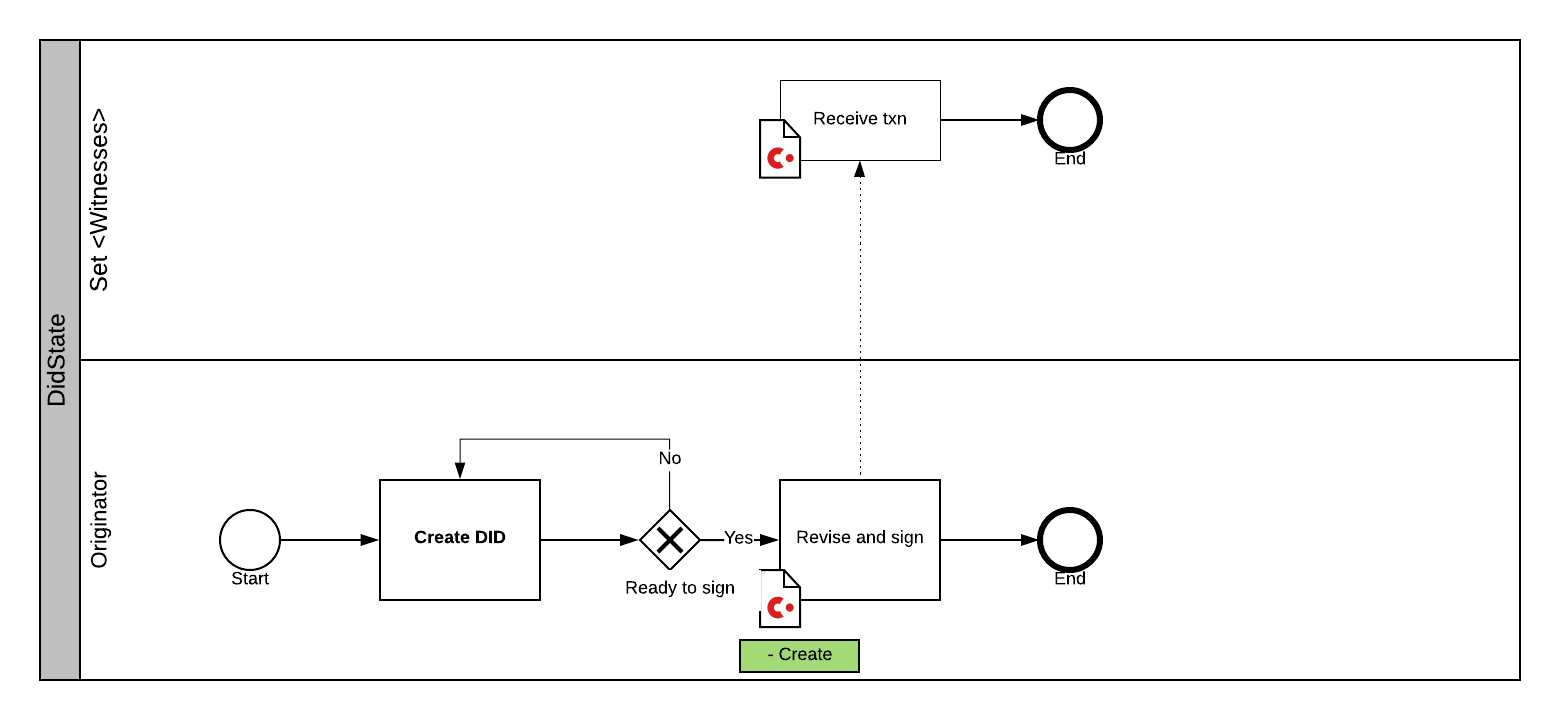 DidState
Set <Witnesses>
Receive txn
End
Originator
No
Start
Create DID
Yes
Ready to sign
Revise and sign
End
- Create